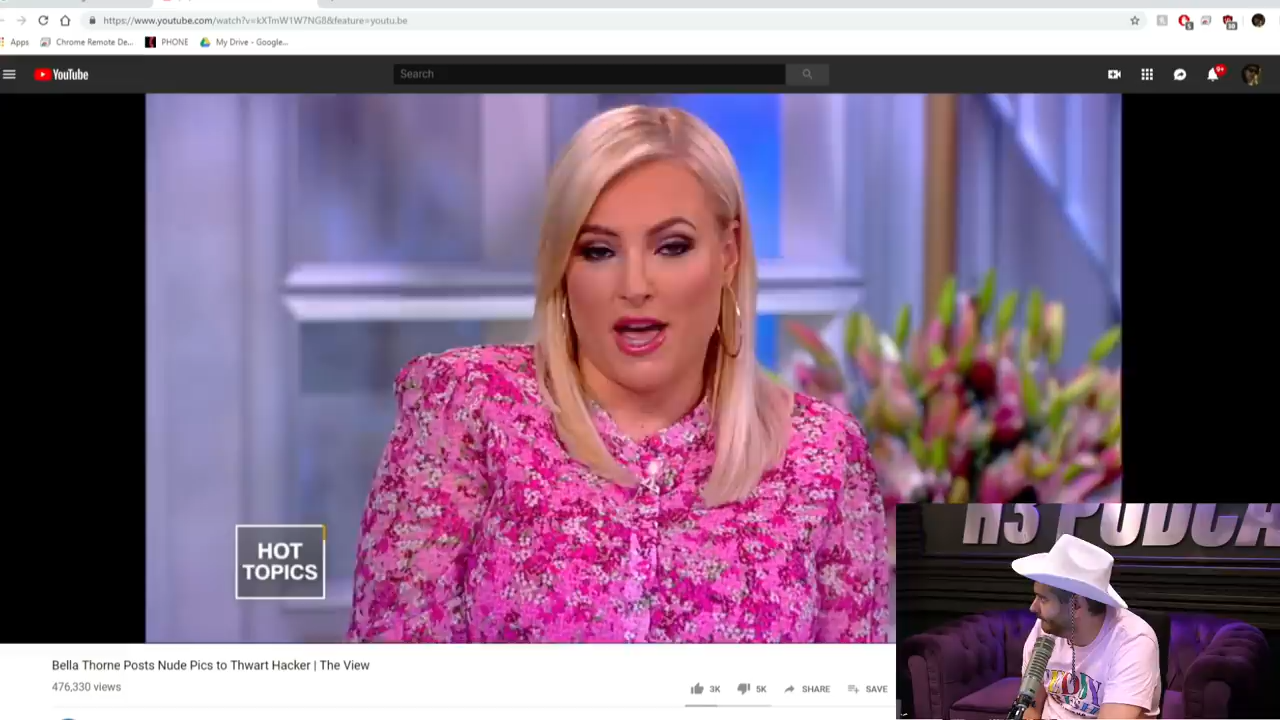 https://www.youtube.com/watch?v=kXTmW1W7NG8&feature=youtu.be
Apps Chrome Remote De... PHONE My Drive - Google...
YouTube Search 9+
HOT
TOPICS
H3 PODCA
Bella Thorne Posts Nude Pics to Thwart Hacker | The View
476,330 views 3K 5K SHARE SAVE